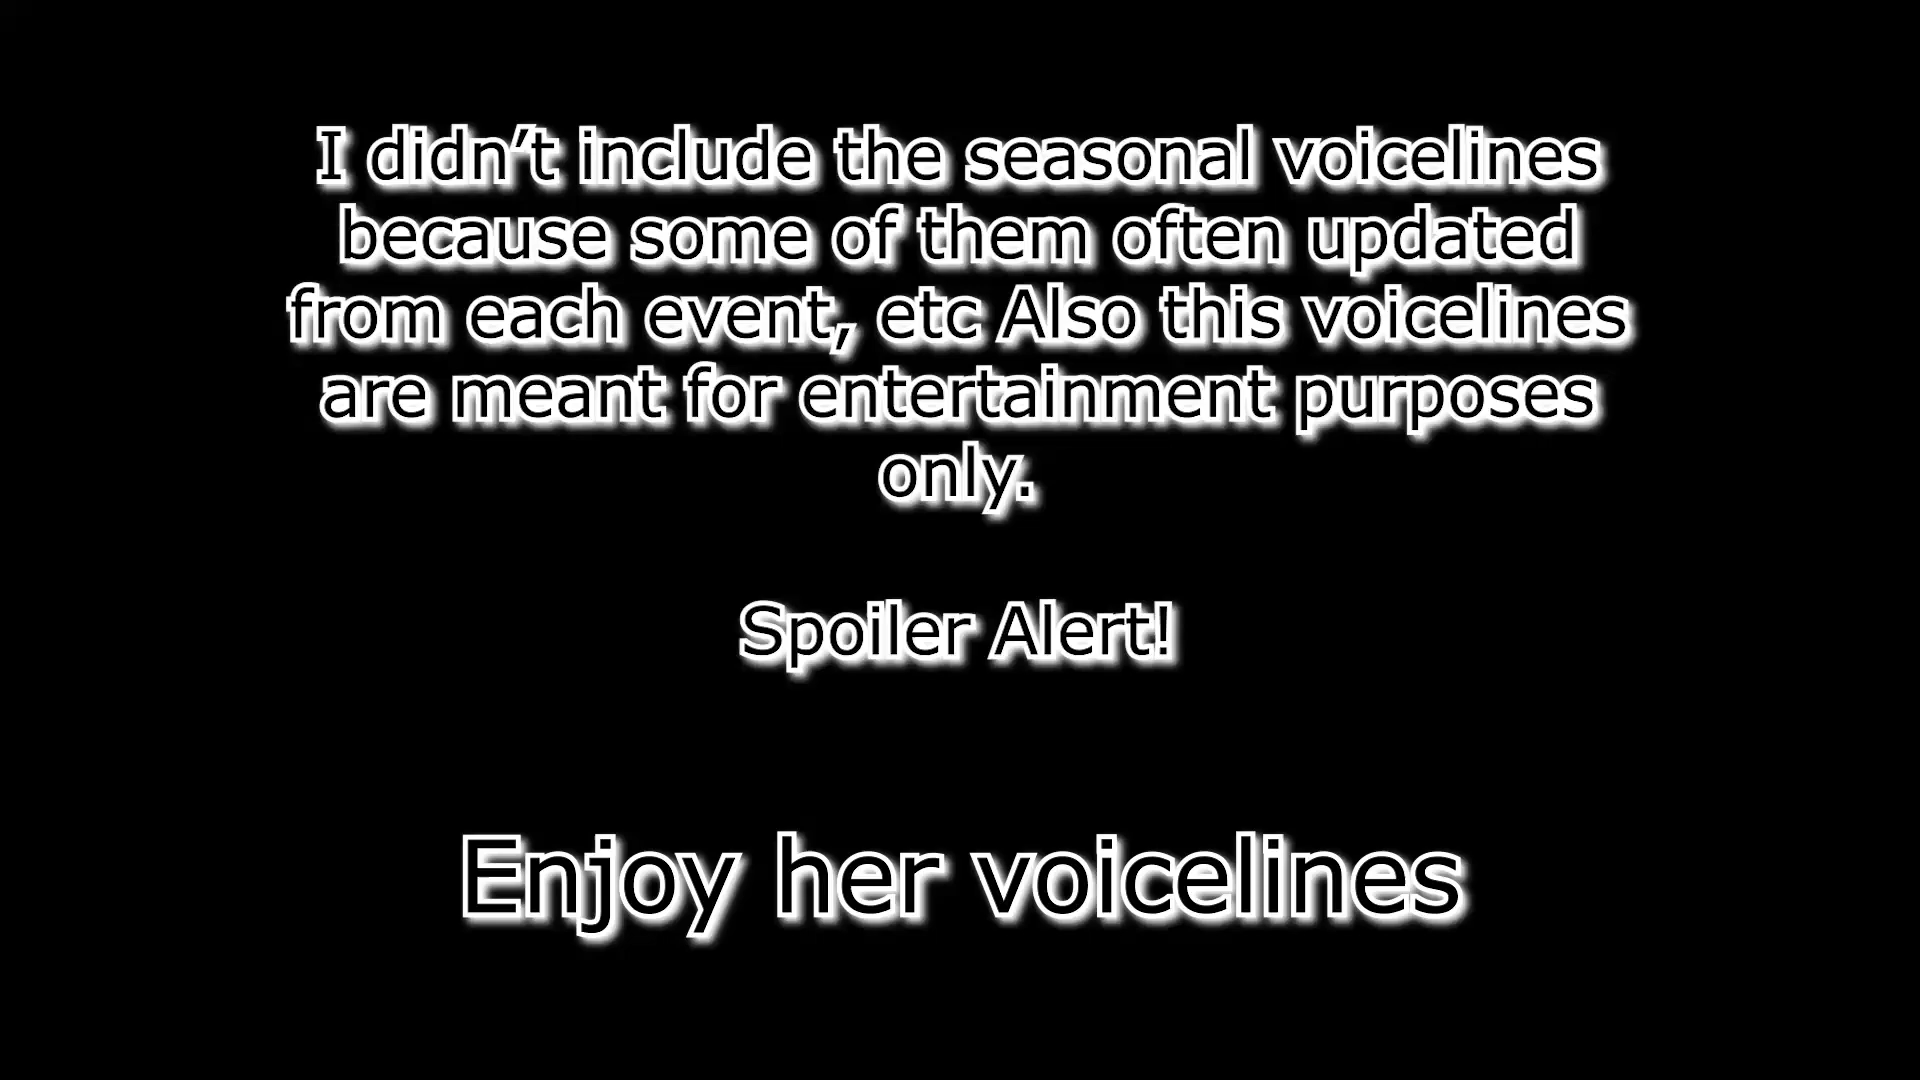 I didn’t include the seasonal voicelines
because some of them often updated
from each event, etc Also this voicelines
are meant for entertainment purposes
only.
Spoiler Alert!
Enjoy her voicelines